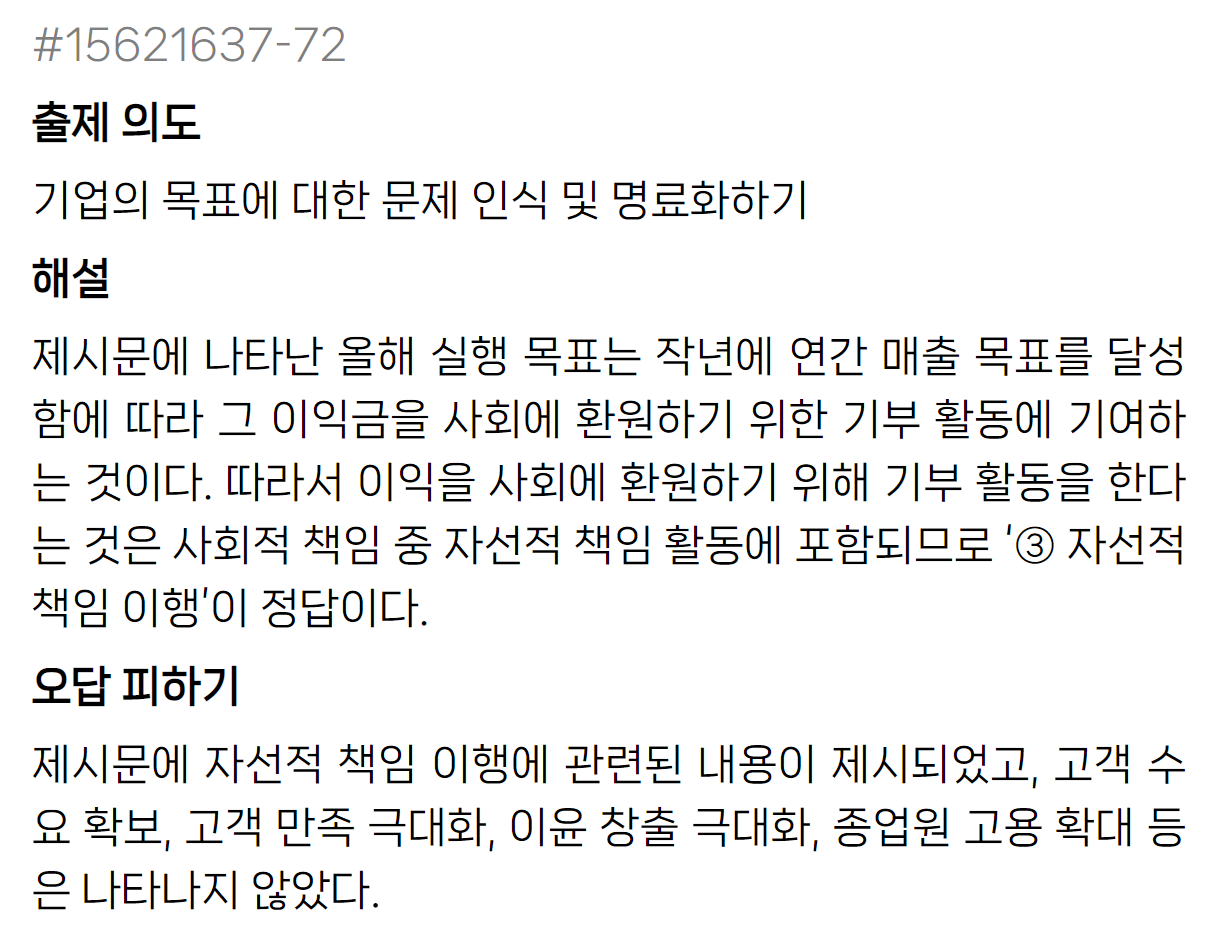 #15621637-72
출제 의도
기업의 목표에 대한 문제 인식 및 명료화하기
해설
제시문에 나타난 올해 실행 목표는 작년에 연간 매출 목표를 달성
함에 따라 그 이익금을 사회에 환원하기 위한 기부 활동에 기여하
는 것이다. 따라서 이익을 사회에 환원하기 위해 기부 활동을 한다
는 것은 사회적 책임 중 자선적 책임 활동에 포함되므로 '③ 자선적
책임 이행'이 정답이다.
오답 피하기
제시문에 자선적 책임 이행에 관련된 내용이 제시되었고, 고객 수
요 확보, 고객 만족 극대화, 이윤 창출 극대화, 종업원 고용 확대 등
은 나타나지 않았다.